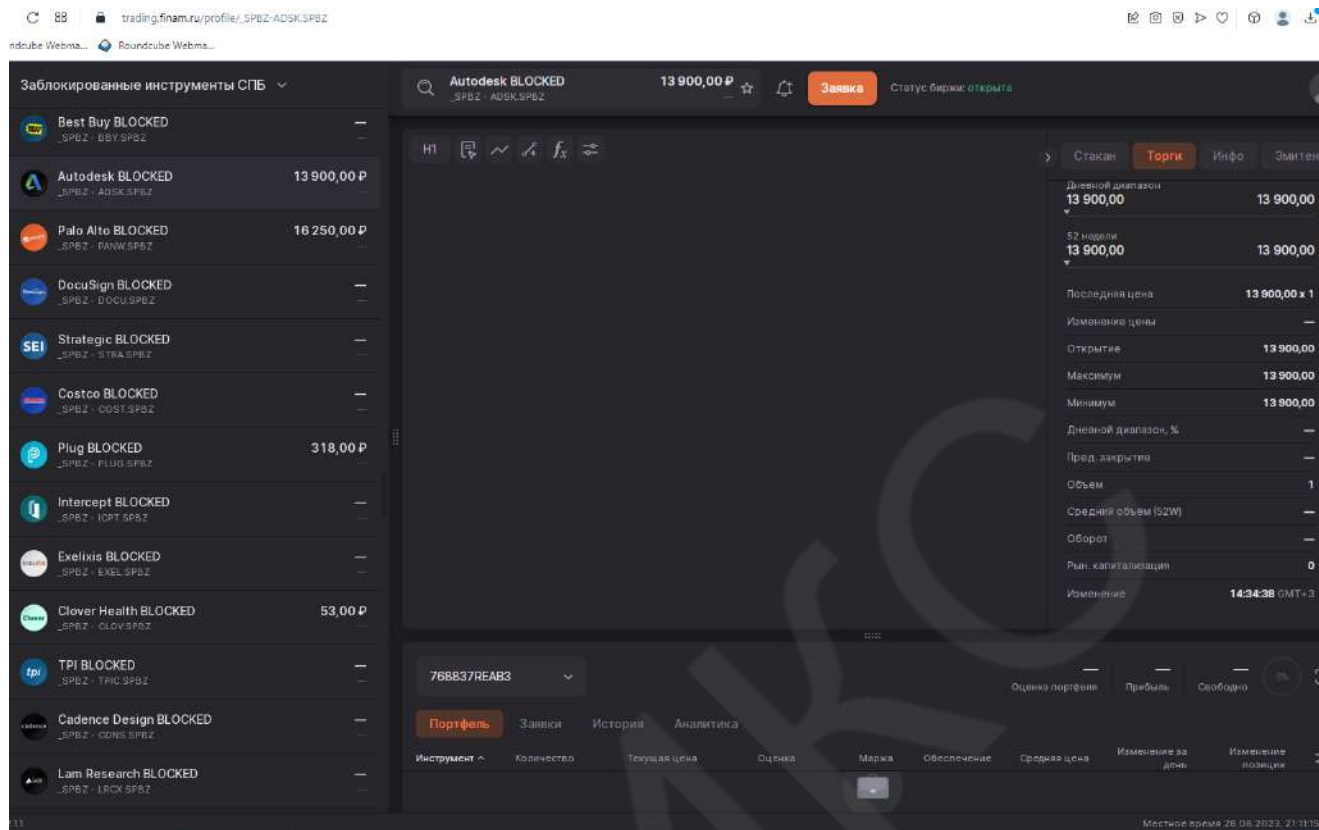 trading.finam.ru/profile/_SPBZ-ADSK.SPBZ
ndcube Webma... Roundcube Webma...
Заблокированные инструменты СПБ
Autodesk BLOCKED 13 900,00 ₽
_SPBZ - ADSK.SPBZ —
Заявка
Статус биржи: открыта
Best Buy BLOCKED —
_SPBZ - BBY.SPBZ —
Autodesk BLOCKED 13 900,00 ₽
_SPBZ - ADSK.SPBZ —
Palo Alto BLOCKED 16 250,00 ₽
_SPBZ - PANW.SPBZ —
DocuSign BLOCKED —
_SPBZ - DOCU.SPBZ —
SEI
Strategic BLOCKED —
_SPBZ - STRA.SPBZ —
Costco BLOCKED —
_SPBZ - COST.SPBZ —
Plug BLOCKED 318,00 ₽
_SPBZ - PLUG.SPBZ —
Intercept BLOCKED —
_SPBZ - ICPT.SPBZ —
Exelixis BLOCKED —
_SPBZ - EXEL.SPBZ —
Clover Health BLOCKED 53,00 ₽
_SPBZ - CLOV.SPBZ —
tpi
TPI BLOCKED —
_SPBZ - TPIC.SPBZ —
Cadence Design BLOCKED —
_SPBZ - CDNS.SPBZ —
Lam Research BLOCKED —
_SPBZ - LRCX.SPBZ —
H1
fx
Стакан Торги Инфо Эмитен
Дневной диапазон
13 900,00 13 900,00
52 недели
13 900,00 13 900,00
Последняя цена 13 900,00 x 1
Изменение цены —
Открытие 13 900,00
Максимум 13 900,00
Минимум 13 900,00
Дневной диапазон, % —
Пред. закрытие —
Объем 1
Средний объем (52W) —
Оборот —
Рын. капитализация 0
Изменение 14:34:38 GMT+3
768837REAB3
— — —
Оценка портфеля Прибыль Свободно
0%
Портфель Заявки История Аналитика
Инструмент Количество Текущая цена Оценка Маржа Обеспечение Средняя цена Изменение за день Изменение позиции
Местное время 26.08.2023, 21:11:15
МКС